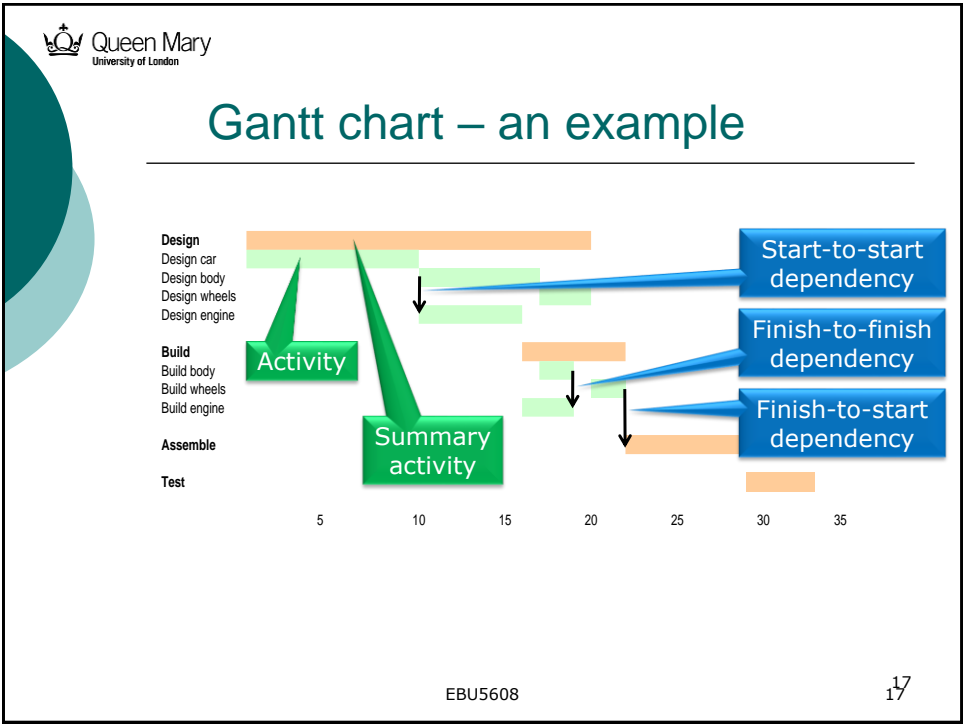 Queen Mary
University of London
Gantt chart – an example
Design
Design car
Design body
Design wheels
Design engine
Build
Build body
Build wheels
Build engine
Assemble
Test
Activity
Summary
activity
Start-to-start
dependency
Finish-to-finish
dependency
Finish-to-start
dependency
5 10 15 20 25 30 35
EBU5608
17
17